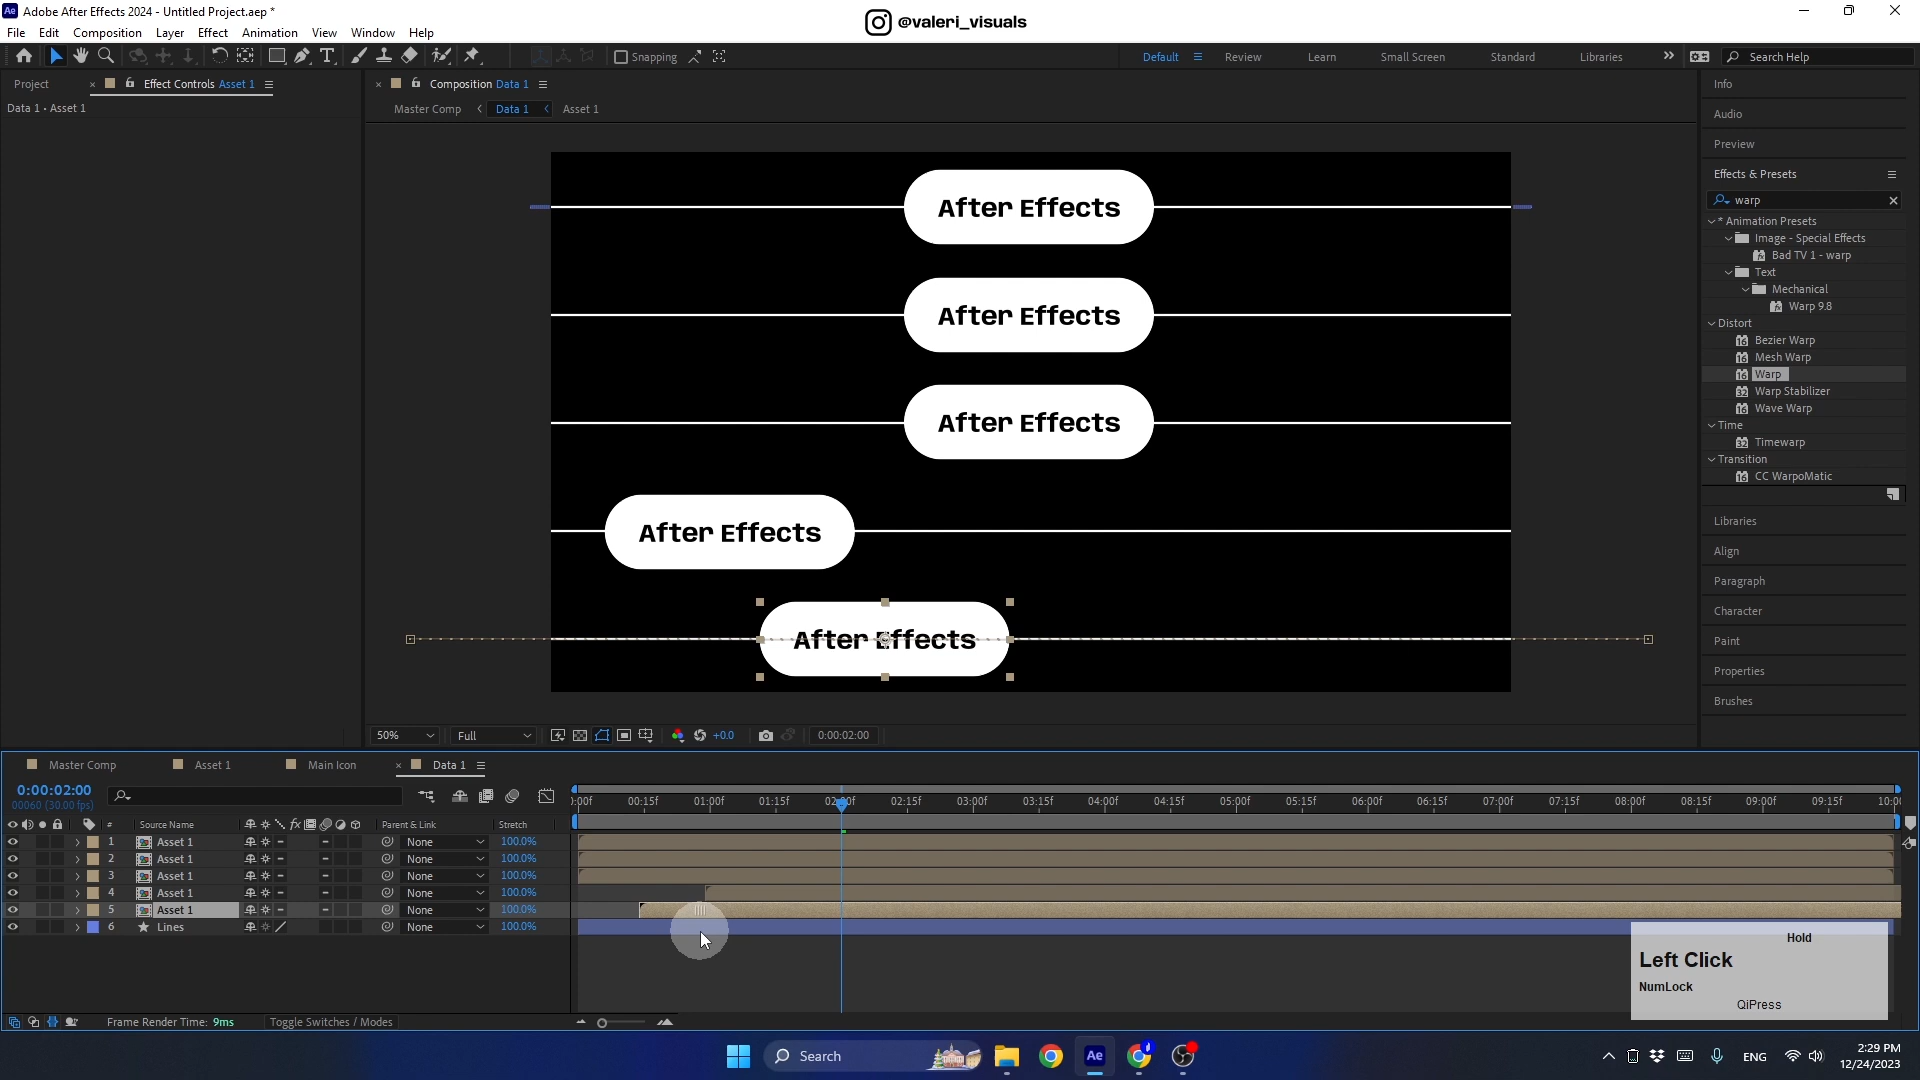 Ae Adobe After Effects 2024 - Untitled Project.aep *
@valeri_visuals
File Edit Composition Layer Effect Animation View Window Help
Snapping Default Review Learn Small Screen Standard Libraries Search Help
Project Effect Controls Asset 1
Data 1 • Asset 1
Composition Data 1
Master Comp Data 1 Asset 1
After Effects
After Effects
After Effects
After Effects
After Effects
50% Full +0.0 0:00:02:00
Info
Audio
Preview
Effects & Presets
warp
* Animation Presets
Image - Special Effects
Bad TV 1 - warp
Text
Mechanical
Warp 9.8
Distort
Bezier Warp
Mesh Warp
Warp
Warp Stabilizer
Wave Warp
Time
Timewarp
Transition
CC WarpoMatic
Libraries
Align
Paragraph
Character
Paint
Properties
Brushes
Master Comp Asset 1 Main Icon Data 1
0:00:02:00
00060 (30.00 fps)
:00f 00:15f 01:00f 01:15f 02:00f 02:15f 03:00f 03:15f 04:00f 04:15f 05:00f 05:15f 06:00f 06:15f 07:00f 07:15f 08:00f 08:15f 09:00f 09:15f 10:00
# Source Name fx Parent & Link Stretch
1 Asset 1 None 100.0%
2 Asset 1 None 100.0%
3 Asset 1 None 100.0%
4 Asset 1 None 100.0%
5 Asset 1 None 100.0%
6 Lines None 100.0%
Hold
Left Click
NumLock
QiPress
Frame Render Time: 9ms Toggle Switches / Modes
Search
Ae
ENG
2:29 PM
12/24/2023